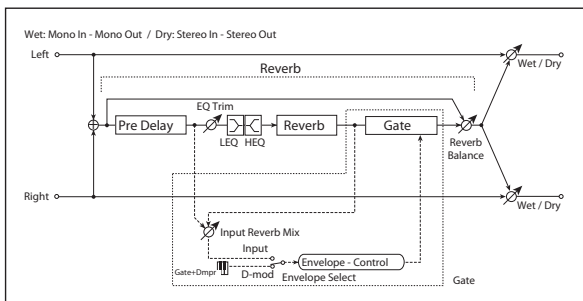 Wet: Mono In - Mono Out / Dry: Stereo In - Stereo Out
Left
Wet / Dry
Reverb
EQ Trim
Pre Delay
LEQ
HEQ
Reverb
Gate
Reverb
Balance
Right
Wet / Dry
Input Reverb Mix
Input
Gate+Dmpr
D-mod
Envelope - Control
Envelope Select
Gate